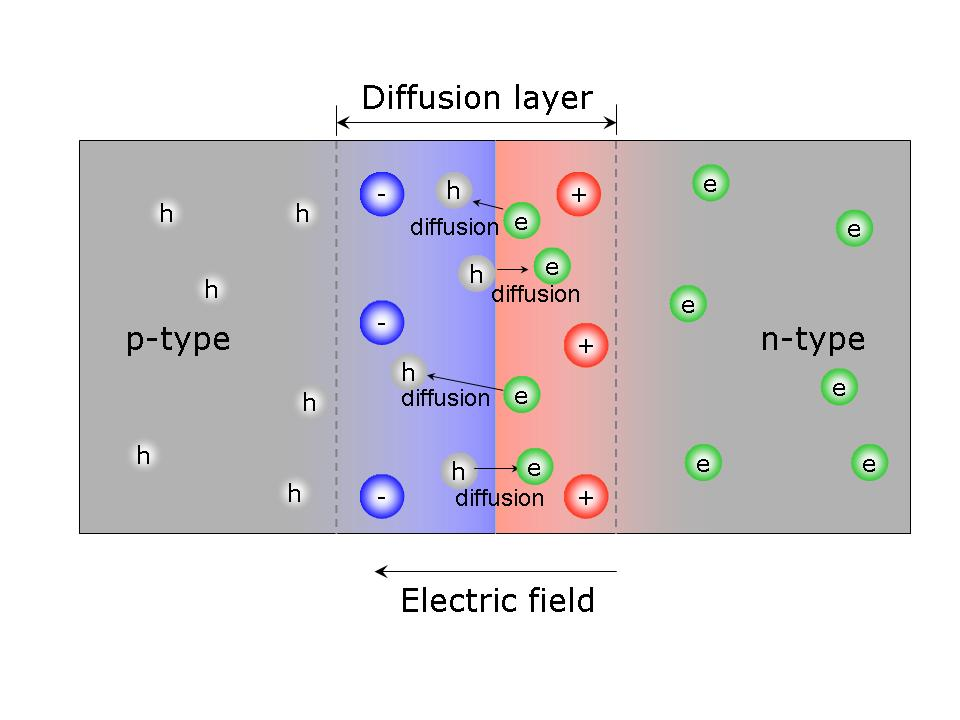 Diffusion layer
h
h
h
p-type
h
h
h
-
-
-
h
diffusion
e
+
h
e
diffusion
+
h
diffusion
e
h
e
diffusion
+
e
e
e
n-type
e
e
e
Electric field